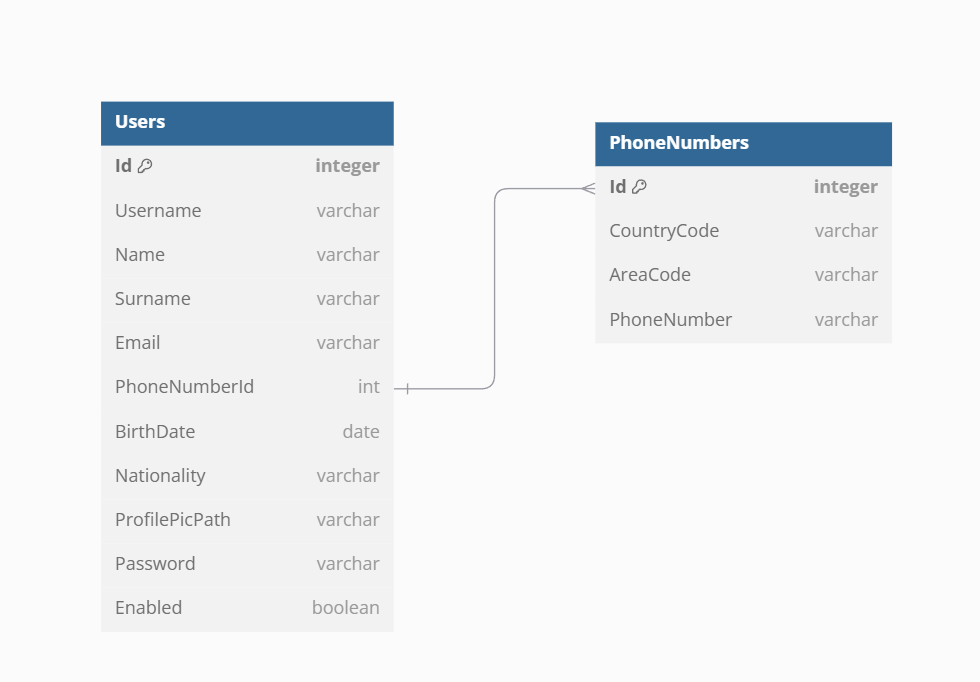 Users
Id integer
Username varchar
Name varchar
Surname varchar
Email varchar
PhoneNumberId int
BirthDate date
Nationality varchar
ProfilePicPath varchar
Password varchar
Enabled boolean
PhoneNumbers
Id integer
CountryCode varchar
AreaCode varchar
PhoneNumber varchar